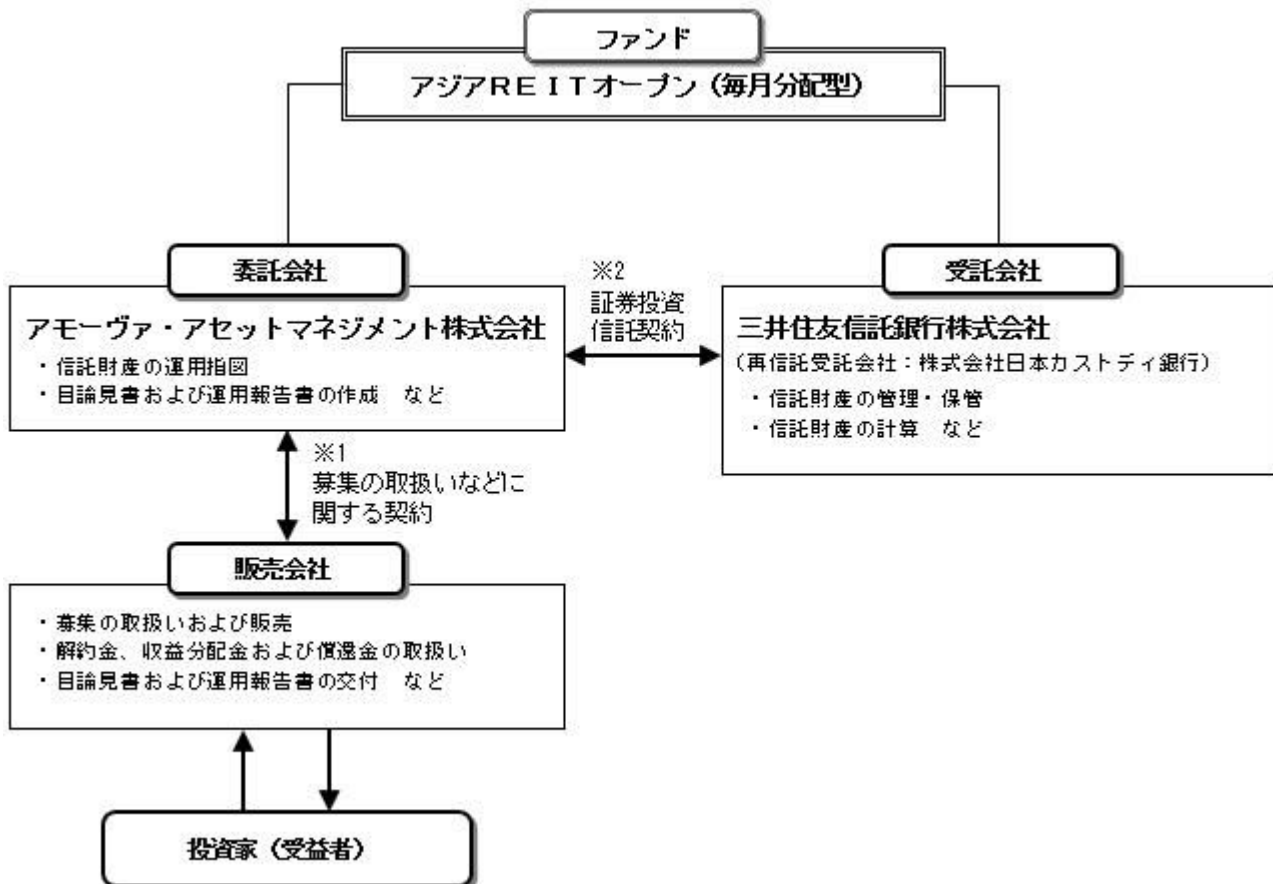 ファンド
アジアREITオープン(毎月分配型)
委託会社
アモーヴァ・アセットマネジメント株式会社
・信託財産の運用指図
・目論見書および運用報告書の作成 など
※2
証券投資
信託契約
受託会社
三井住友信託銀行株式会社
(再信託受託会社:株式会社日本カストディ銀行)
・信託財産の管理・保管
・信託財産の計算 など
※1
募集の取扱いなどに
関する契約
販売会社
・募集の取扱いおよび販売
・解約金、収益分配金および償還金の取扱い
・目論見書および運用報告書の交付 など
投資家(受益者)